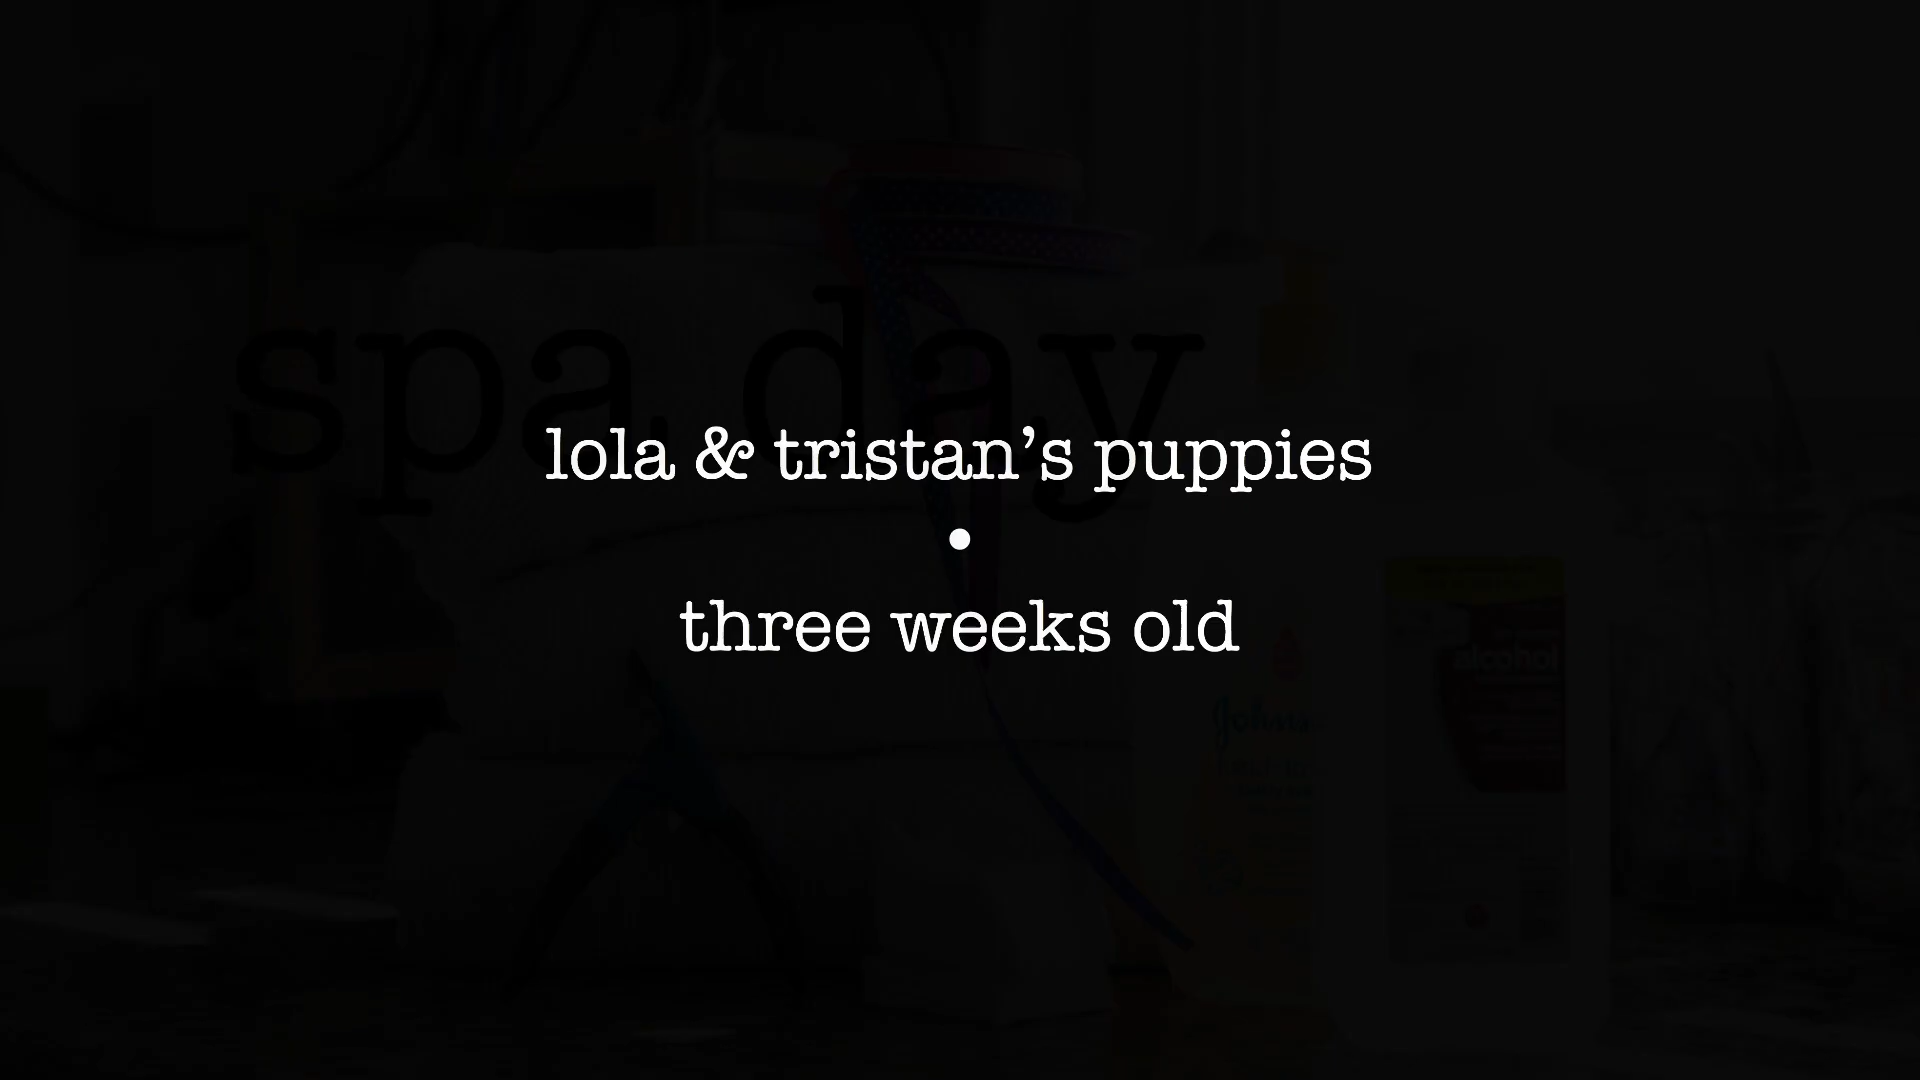 spa day
lola & tristan’s puppies
•
three weeks old
alcohol